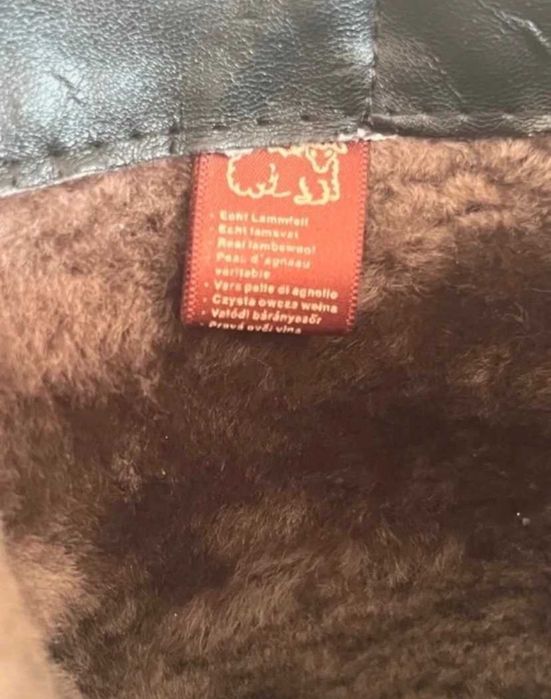 • Echt Lammfell
• Echt lamsvel
• Real lambswool
• Peau d'agneau
veritable
• Vera pelle di agnello
• Czysta owcza wełna
• Valódi bárányszőr
• Pravá ovčí vlna